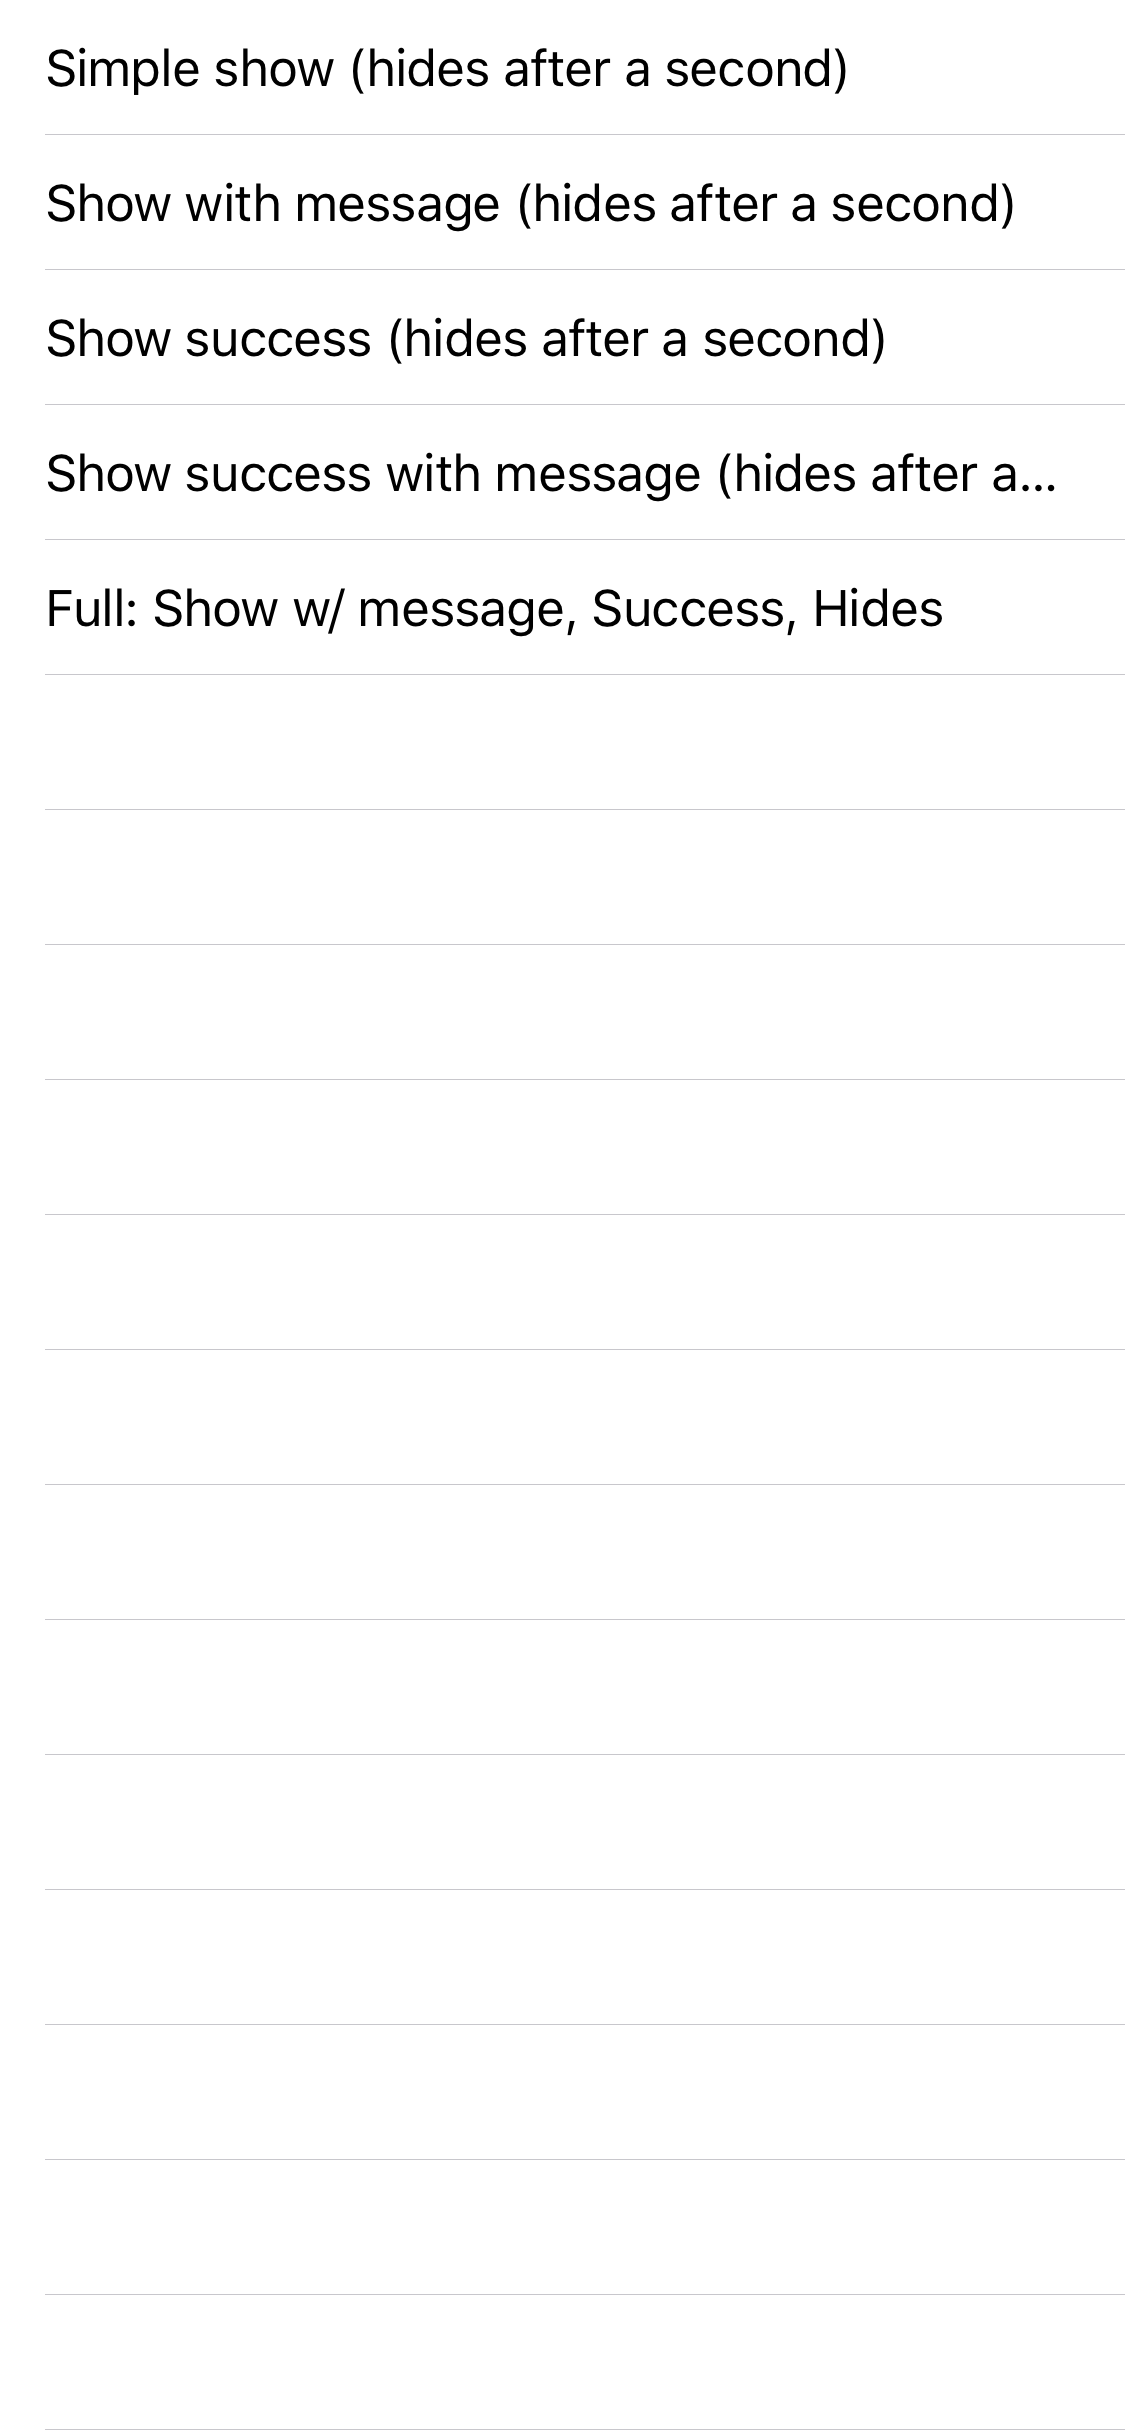 Simple show (hides after a second)
Show with message (hides after a second)
Show success (hides after a second)
Show success with message (hides after a...
Full: Show w/ message, Success, Hides